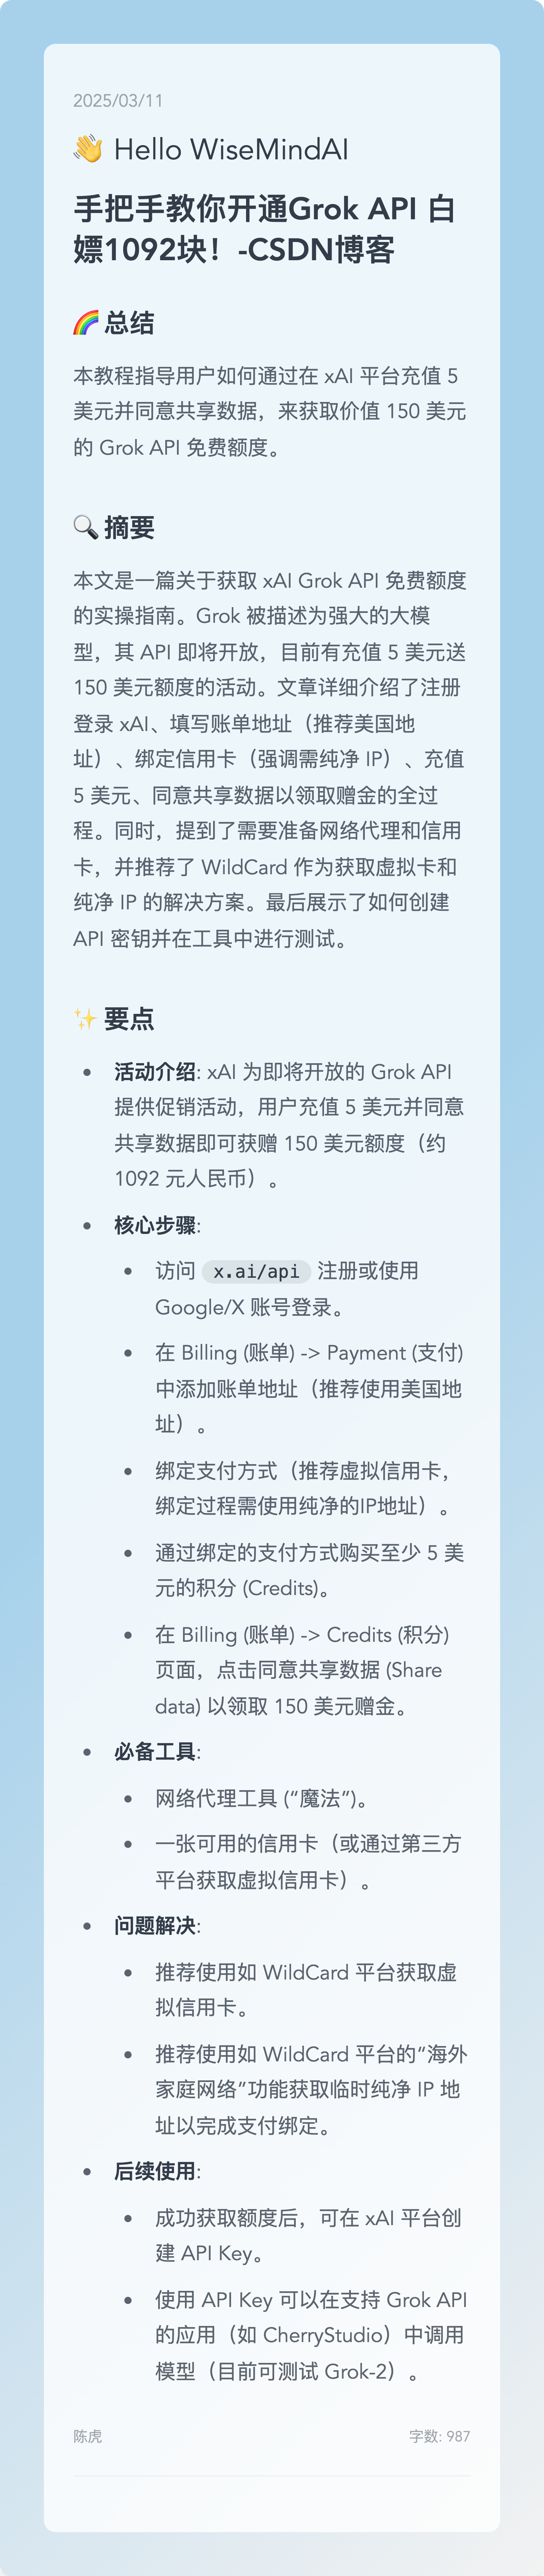 2025/03/11
👋 Hello WiseMindAI
手把手教你开通Grok API 白
嫖1092块！-CSDN博客
🌈 总结
本教程指导用户如何通过在 xAI 平台充值 5
美元并同意共享数据，来获取价值 150 美元
的 Grok API 免费额度。
🔍 摘要
本文是一篇关于获取 xAI Grok API 免费额度
的实操指南。Grok 被描述为强大的大模
型，其 API 即将开放，目前有充值 5 美元送
150 美元额度的活动。文章详细介绍了注册
登录 xAI、填写账单地址（推荐美国地
址）、绑定信用卡（强调需纯净 IP）、充值
5 美元、同意共享数据以领取赠金的全过
程。同时，提到了需要准备网络代理和信用
卡，并推荐了 WildCard 作为获取虚拟卡和
纯净 IP 的解决方案。最后展示了如何创建
API 密钥并在工具中进行测试。
✨ 要点
• 活动介绍: xAI 为即将开放的 Grok API
提供促销活动，用户充值 5 美元并同意
共享数据即可获赠 150 美元额度（约
1092 元人民币）。
• 核心步骤:
• 访问 x.ai/api 注册或使用
Google/X 账号登录。
• 在 Billing (账单) -> Payment (支付)
中添加账单地址（推荐使用美国地
址）。
• 绑定支付方式（推荐虚拟信用卡，
绑定过程需使用纯净的IP地址）。
• 通过绑定的支付方式购买至少 5 美
元的积分 (Credits)。
• 在 Billing (账单) -> Credits (积分)
页面，点击同意共享数据 (Share
data) 以领取 150 美元赠金。
• 必备工具:
• 网络代理工具 (“魔法”)。
• 一张可用的信用卡（或通过第三方
平台获取虚拟信用卡）。
• 问题解决:
• 推荐使用如 WildCard 平台获取虚
拟信用卡。
• 推荐使用如 WildCard 平台的“海外
家庭网络”功能获取临时纯净 IP 地
址以完成支付绑定。
• 后续使用:
• 成功获取额度后，可在 xAI 平台创
建 API Key。
• 使用 API Key 可以在支持 Grok API
的应用（如 CherryStudio）中调用
模型（目前可测试 Grok-2）。
陈虎 字数: 987